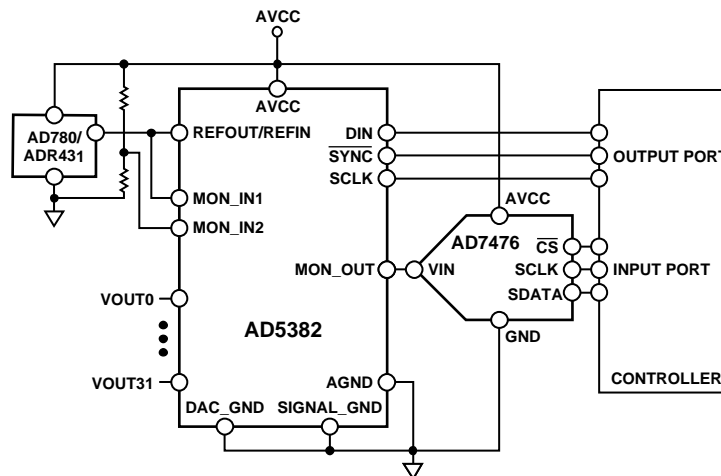 AVCC
AVCC
AD780/
ADR431
REFOUT/REFIN
DIN
SYNC
SCLK
OUTPUT PORT
MON_IN1
MON_IN2
AVCC
AD7476
CS
MON_OUT
VIN
SCLK
INPUT PORT
SDATA
VOUT0
AD5382
GND
VOUT31
AGND
CONTROLLER
DAC_GND
SIGNAL_GND